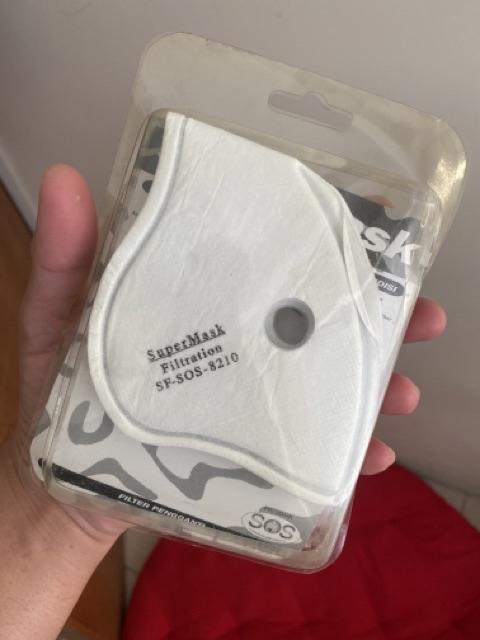 sk
SuperMask
Filtration
SF-SOS-8210
FILTER PENGGANTI
SOS